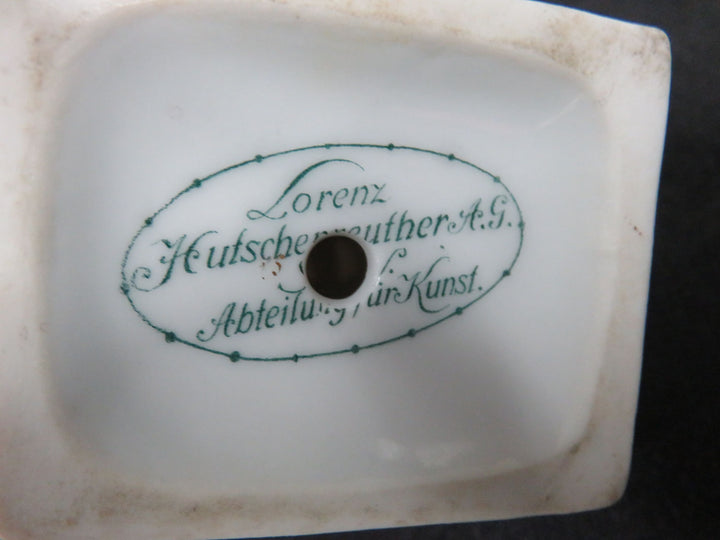 Lorenz
Hutschenreuther A.G.
Abteilung für Kunst.